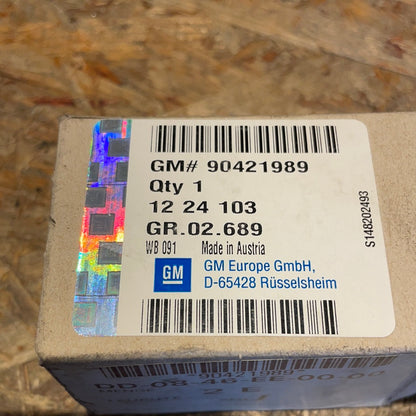 GM# 90421989
Qty 1
12 24 103
GR.02.689
WB 091 Made in Austria
GM
GM Europe GmbH,
D-65428 Rüsselsheim
S148202493
90421989